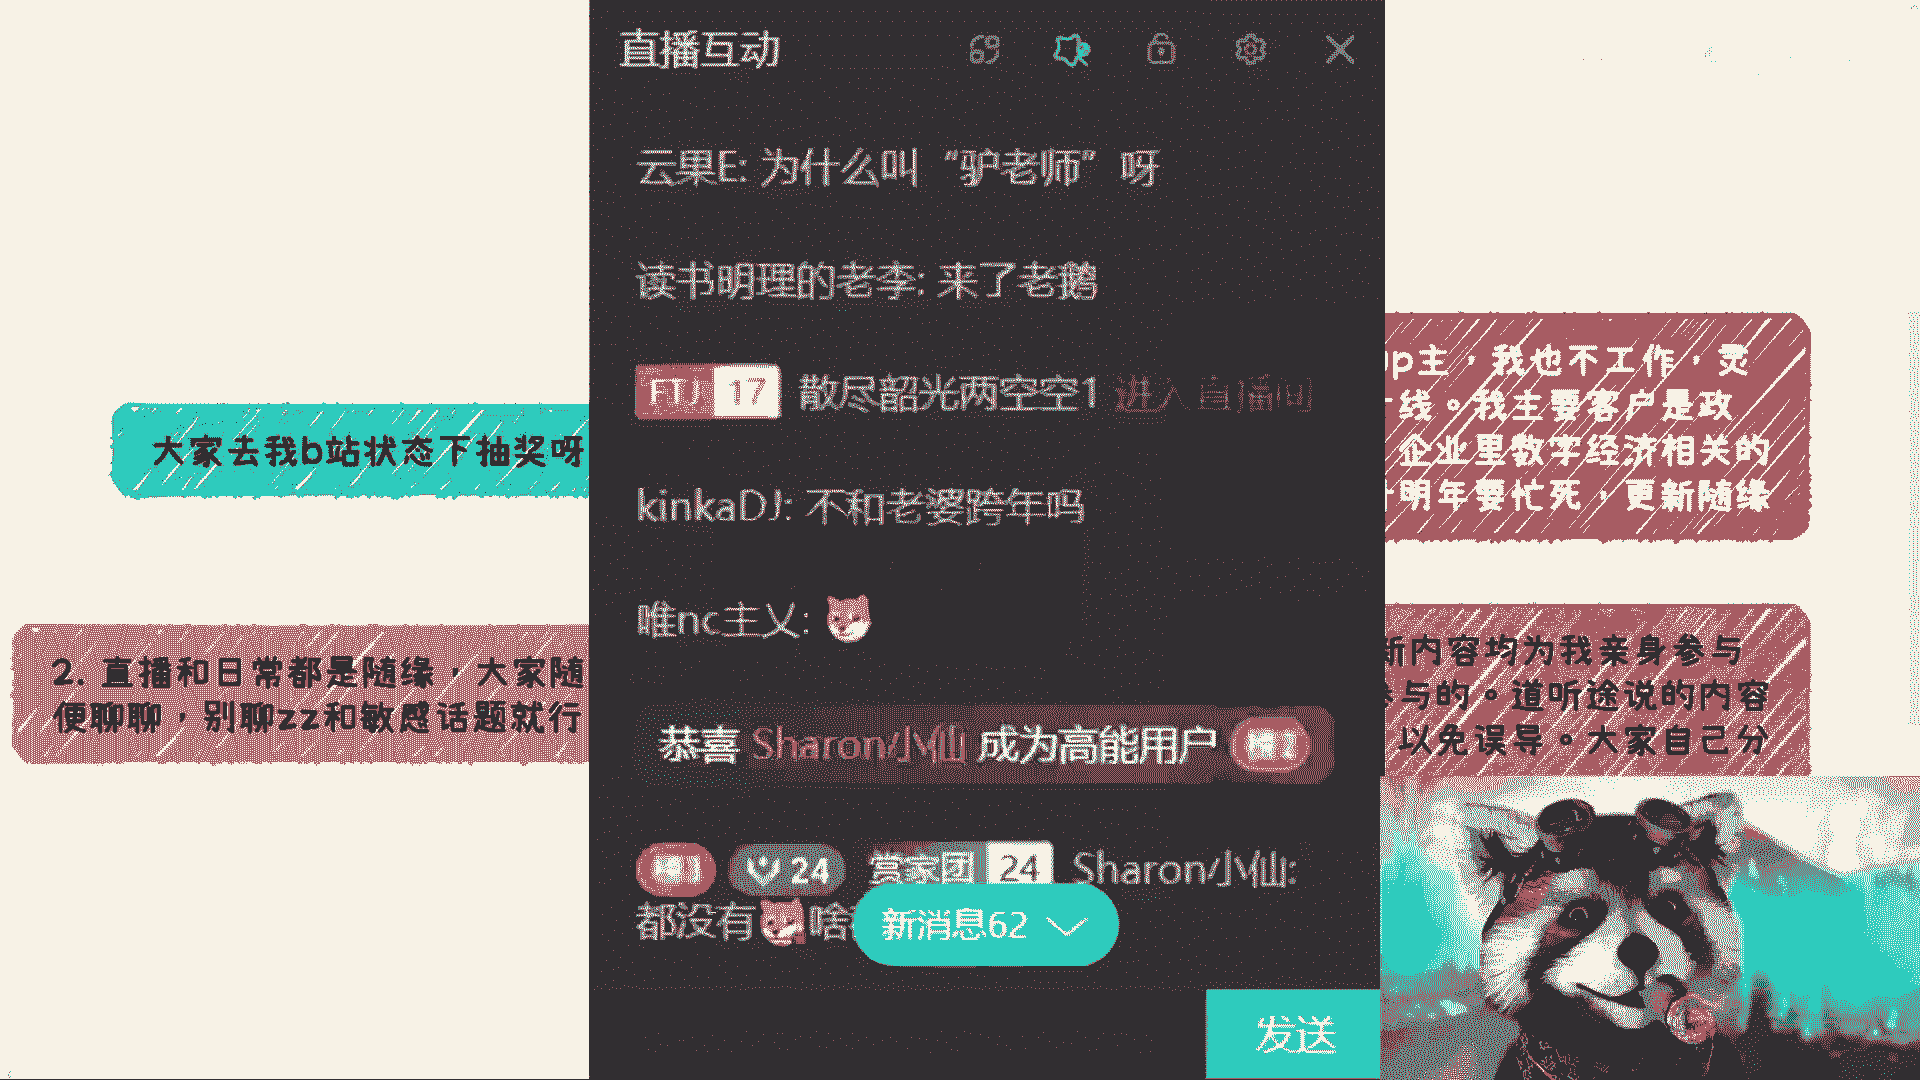 直播互动
云果E: 为什么叫“驴老师”呀
读书明理的老李: 来了老鹅
FTJ 17 散尽韶光两空空1 进入直播间
kinkaDJ: 不和老婆跨年吗
唯nc主义:
恭喜 Sharon小仙 成为高能用户
24 赏家团 24 Sharon小仙:
都没有
新消息62
发送
大家去我b站状态下抽奖呀
2. 直播和日常都是随缘，大家随
便聊聊，别聊zz和敏感话题就行
up主，我也不工作，灵
线。我主要客户是政
企业里数字经济相关的
明年要忙死，更新随缘
新内容均为我亲身参与
参与的。道听途说的内容
以免误导。大家自己分